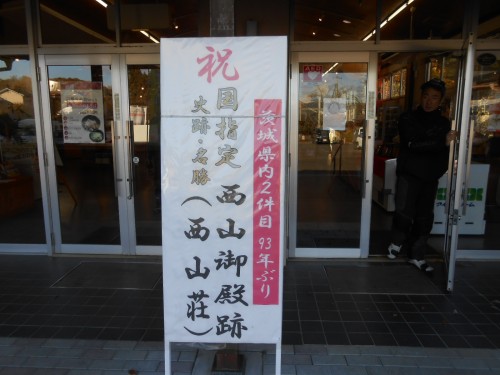 茨城県内2件目 93年ぶり
祝 国指定 西山御殿跡
史跡・名勝 (西山荘)